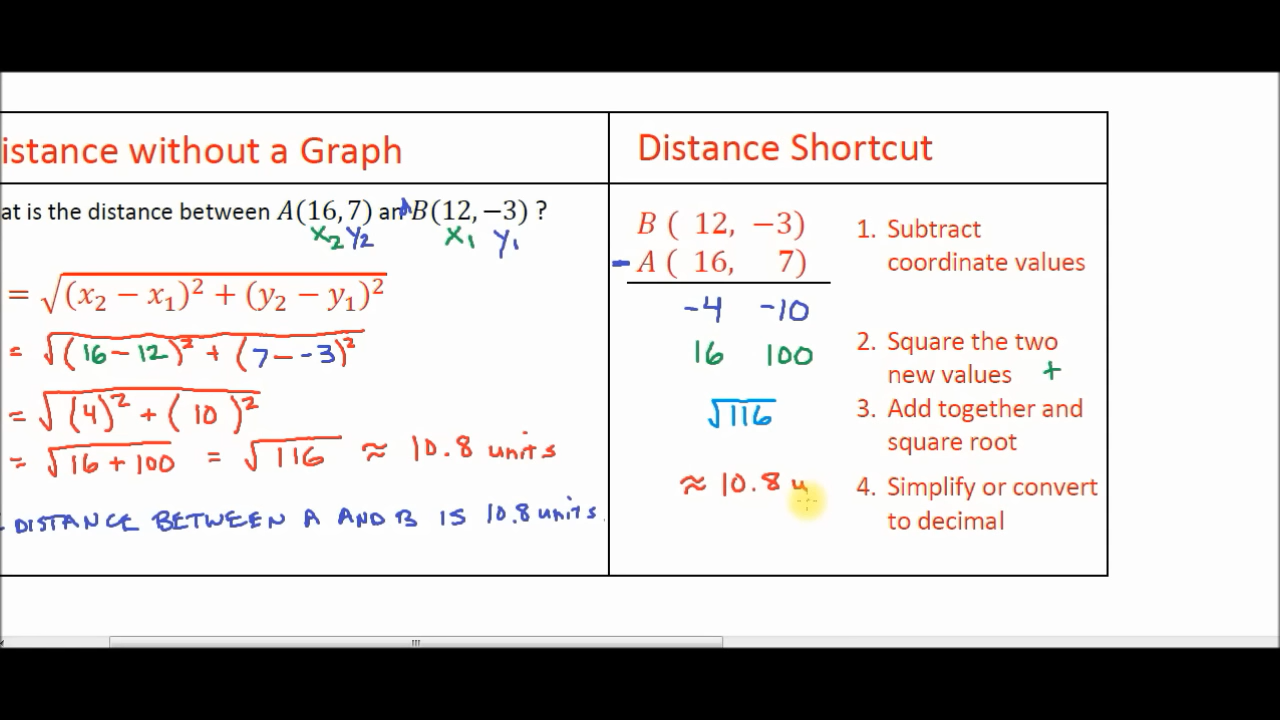 istance without a Graph
at is the distance between A(16, 7) an B(12, −3) ?
x₂ y₂ x₁ y₁
= √(x₂ − x₁)² + (y₂ − y₁)²
= √(16 − 12)² + (7 − −3)²
= √(4)² + (10)²
= √16 + 100 = √116 ≈ 10.8 units
DISTANCE BETWEEN A AND B IS 10.8 units.
Distance Shortcut
B ( 12, −3)
− A ( 16, 7)
−4 −10
16 100
√116
≈ 10.8 u
1. Subtract
coordinate values
2. Square the two
new values +
3. Add together and
square root
4. Simplify or convert
to decimal